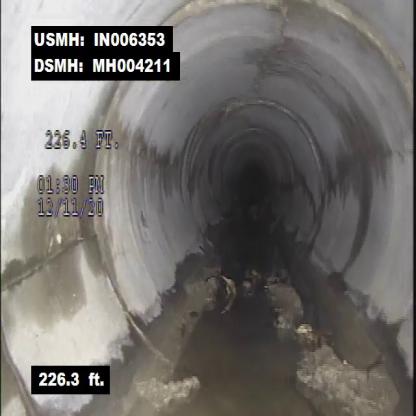 USMH: IN006353
DSMH: MH004211
226.4 FT.
01:30 PM
12/11/20
226.3 ft.